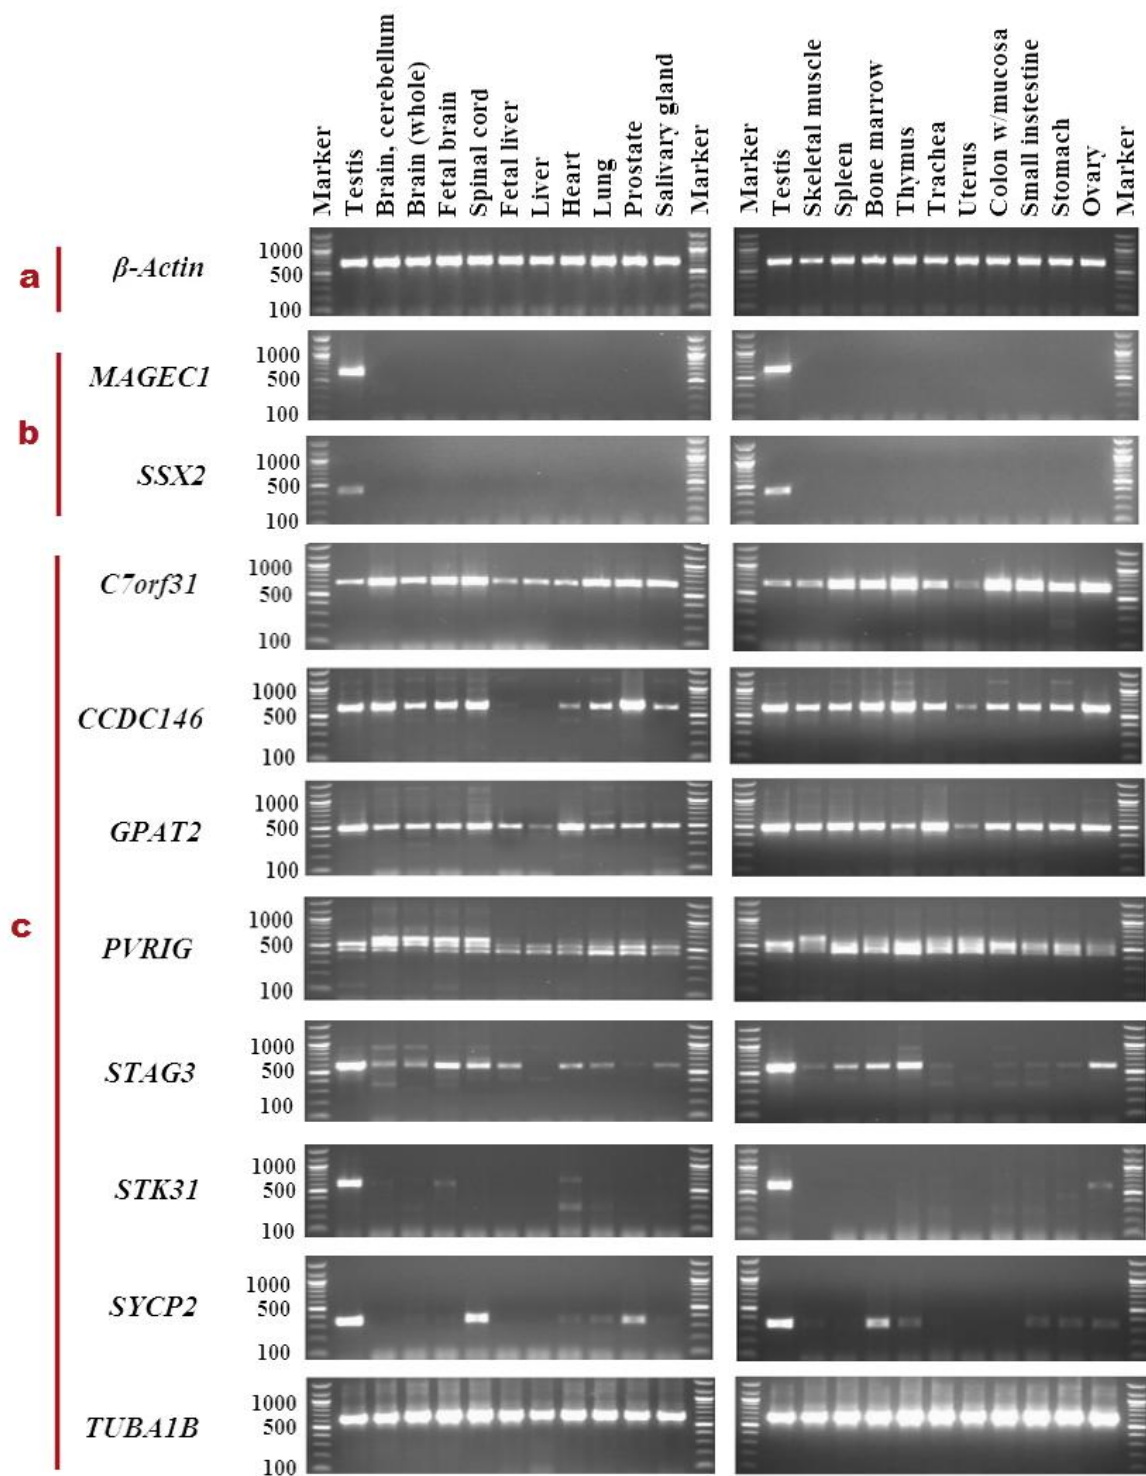 Marker
Testis
Brain, cerebellum
Brain (whole)
Fetal brain
Spinal cord
Fetal liver
Liver
Heart
Lung
Prostate
Salivary gland
Marker
Marker
Testis
Skeletal muscle
Spleen
Bone marrow
Thymus
Trachea
Uterus
Colon w/mucosa
Small instestine
Stomach
Ovary
Marker
a
β-Actin
1000
500
100
b
MAGEC1
1000
500
100
SSX2
1000
500
100
c
C7orf31
1000
500
100
CCDC146
1000
500
100
GPAT2
1000
500
100
PVRIG
1000
500
100
STAG3
1000
500
100
STK31
1000
500
100
SYCP2
1000
500
100
TUBA1B
1000
500
100